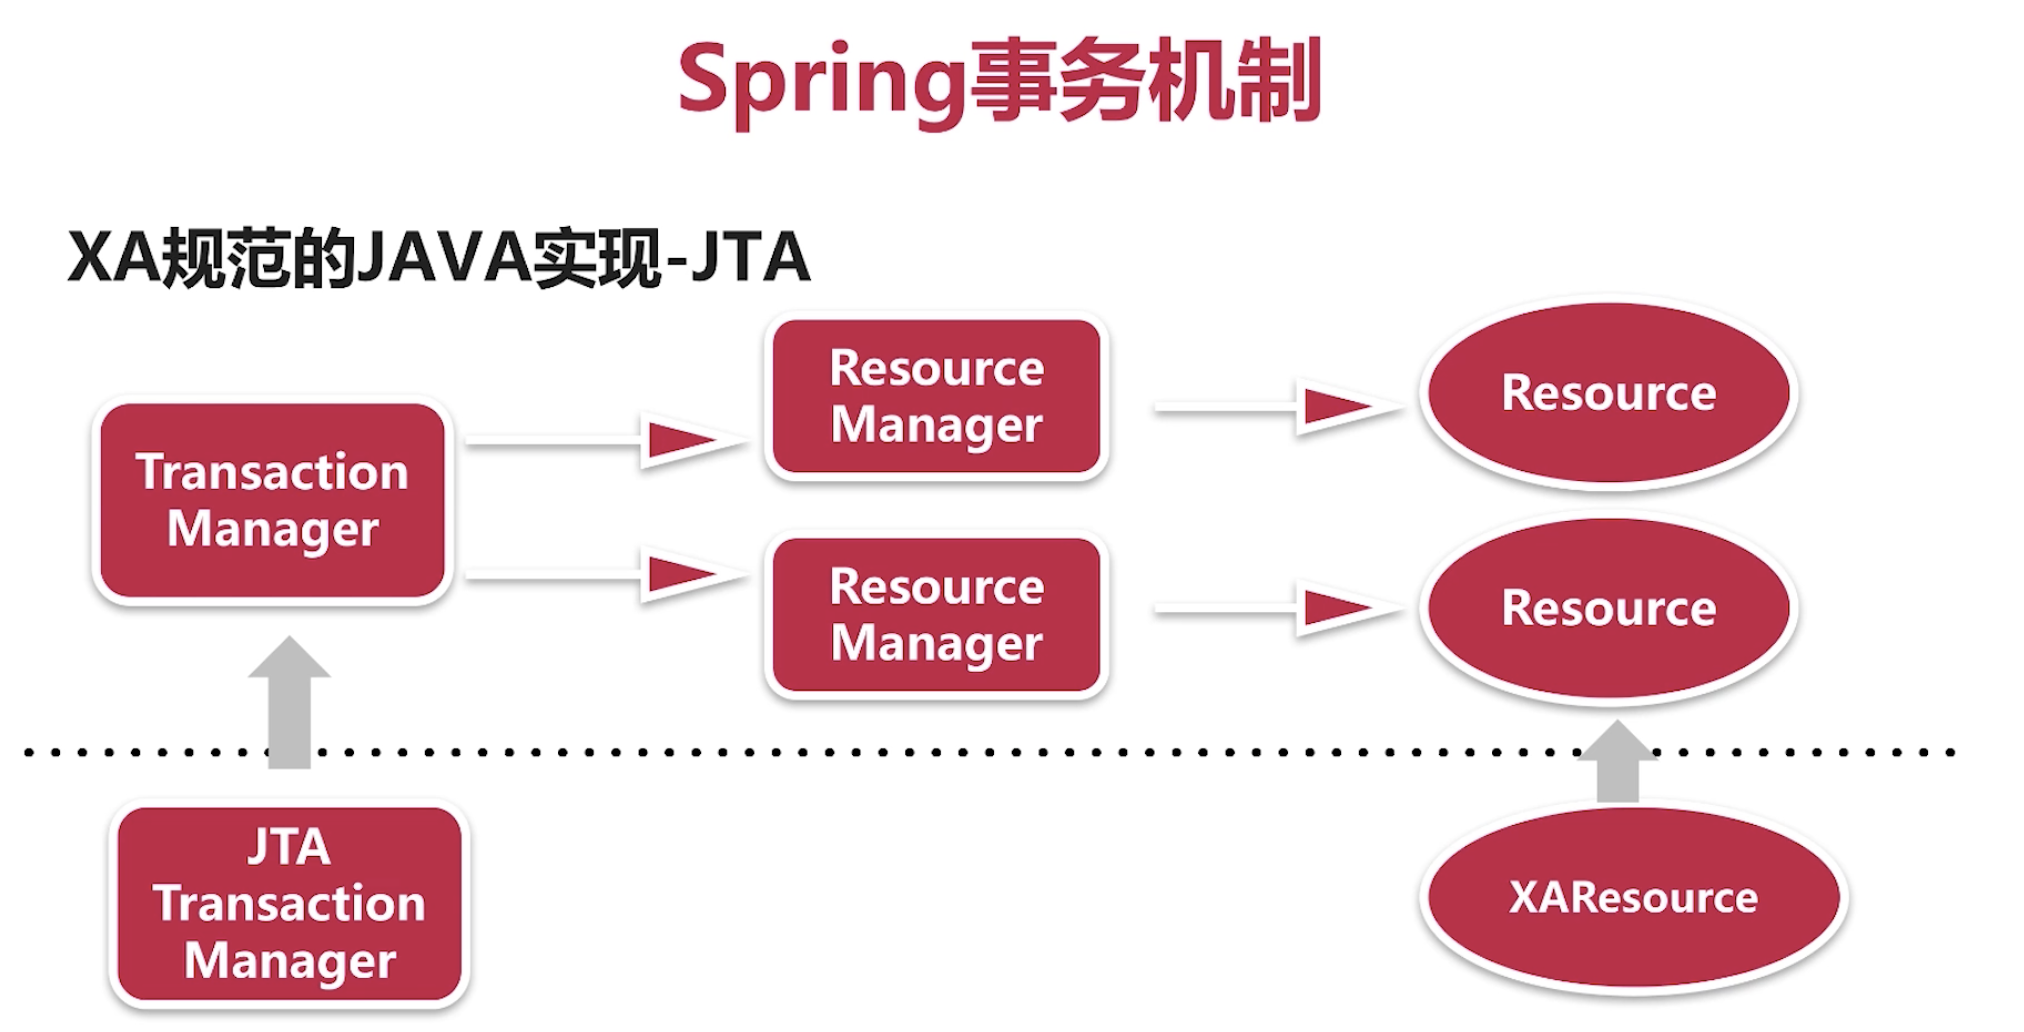 Spring事务机制
XA规范的JAVA实现-JTA
Transaction
Manager
Resource
Manager
Resource
Resource
Manager
Resource
JTA
Transaction
Manager
XAResource